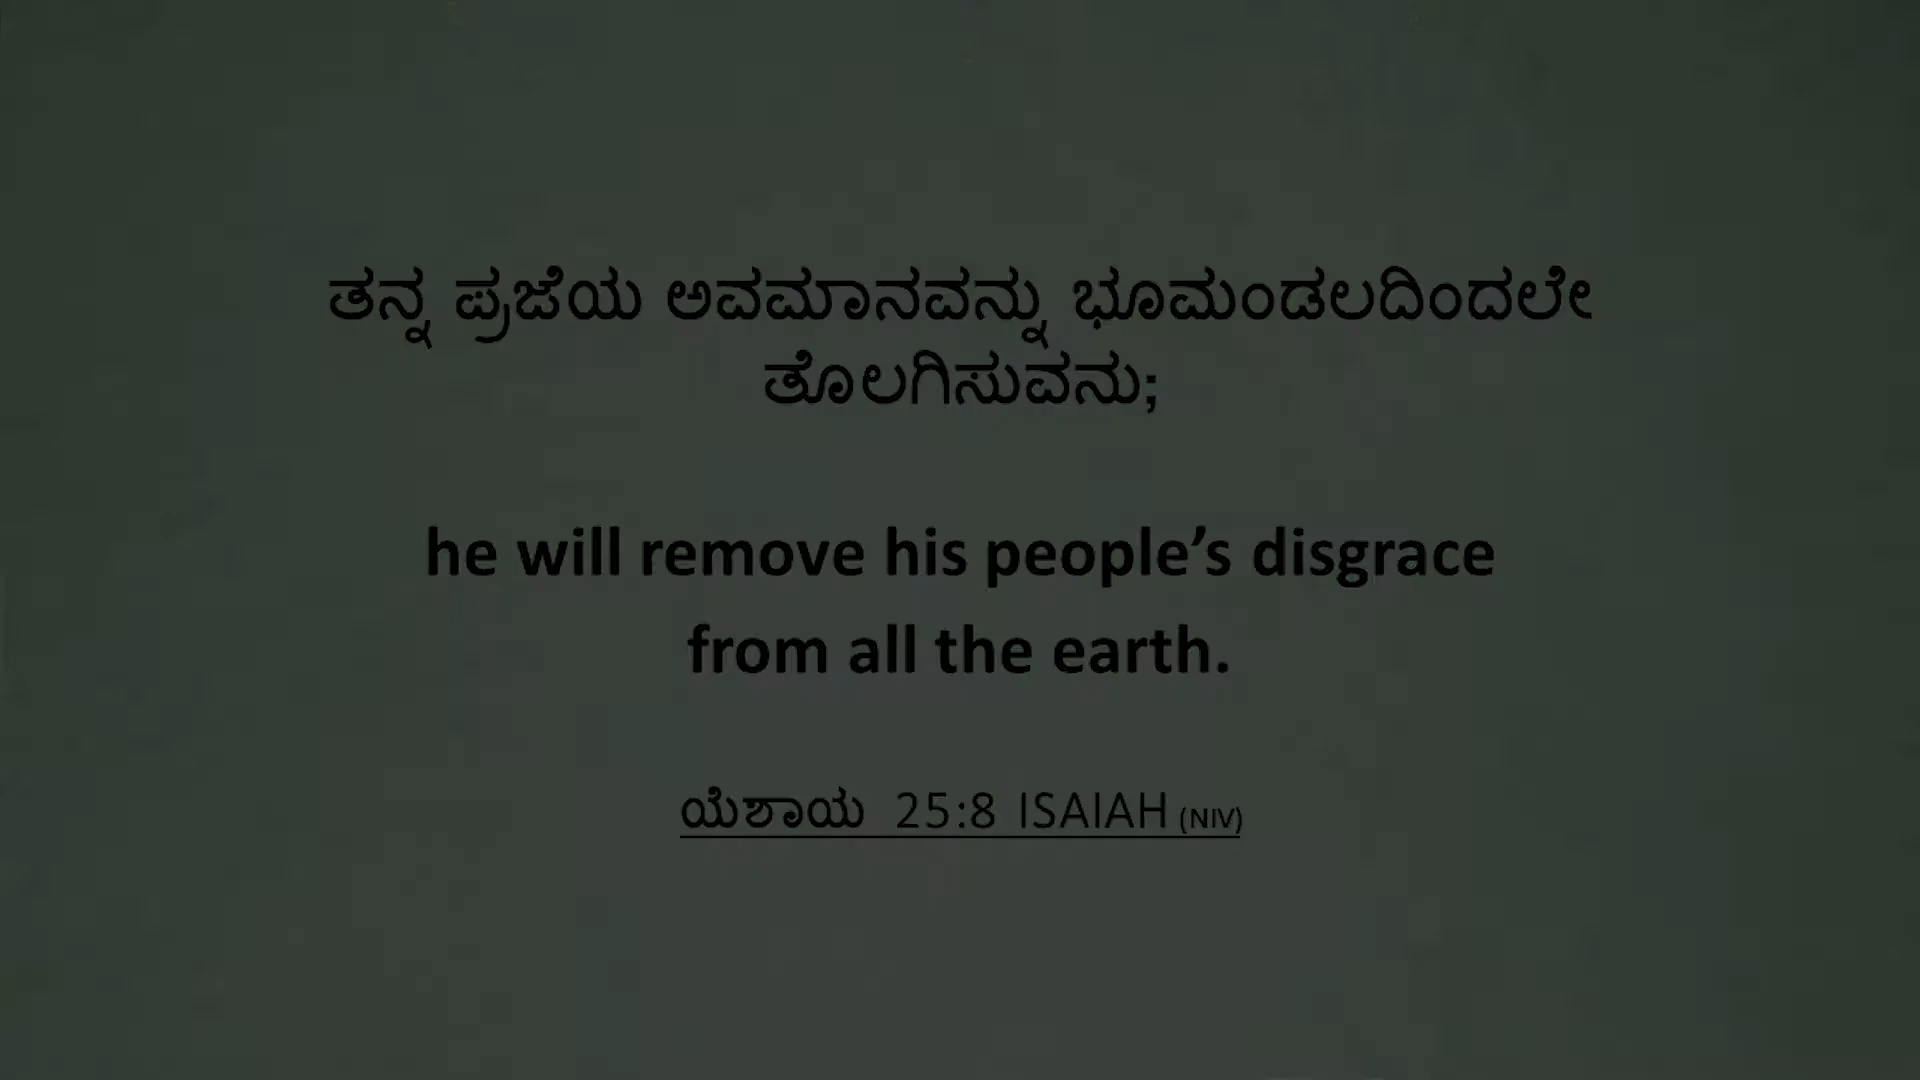 ತನ್ನ ಪ್ರಜೆಯ ಅವಮಾನವನ್ನು ಭೂಮಂಡಲದಿಂದಲೇ
ತೊಲಗಿಸುವನು;
he will remove his people’s disgrace
from all the earth.
ಯೆಶಾಯ 25:8 ISAIAH (NIV)